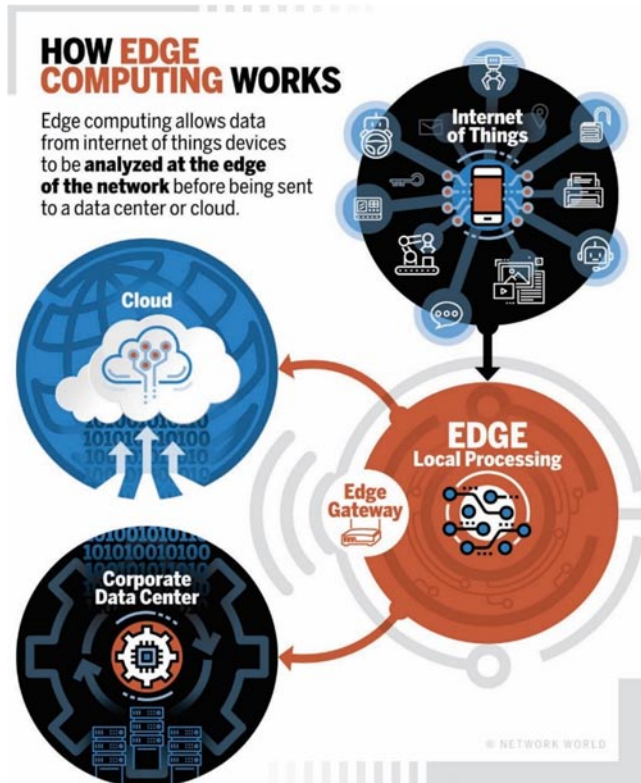 HOW EDGE
COMPUTING WORKS
Edge computing allows data
from internet of things devices
to be analyzed at the edge
of the network before being sent
to a data center or cloud.
Internet
of Things
Cloud
10101010100
EDGE
Local Processing
Edge
Gateway
101010010100
Corporate
Data Center
© NETWORK WORLD